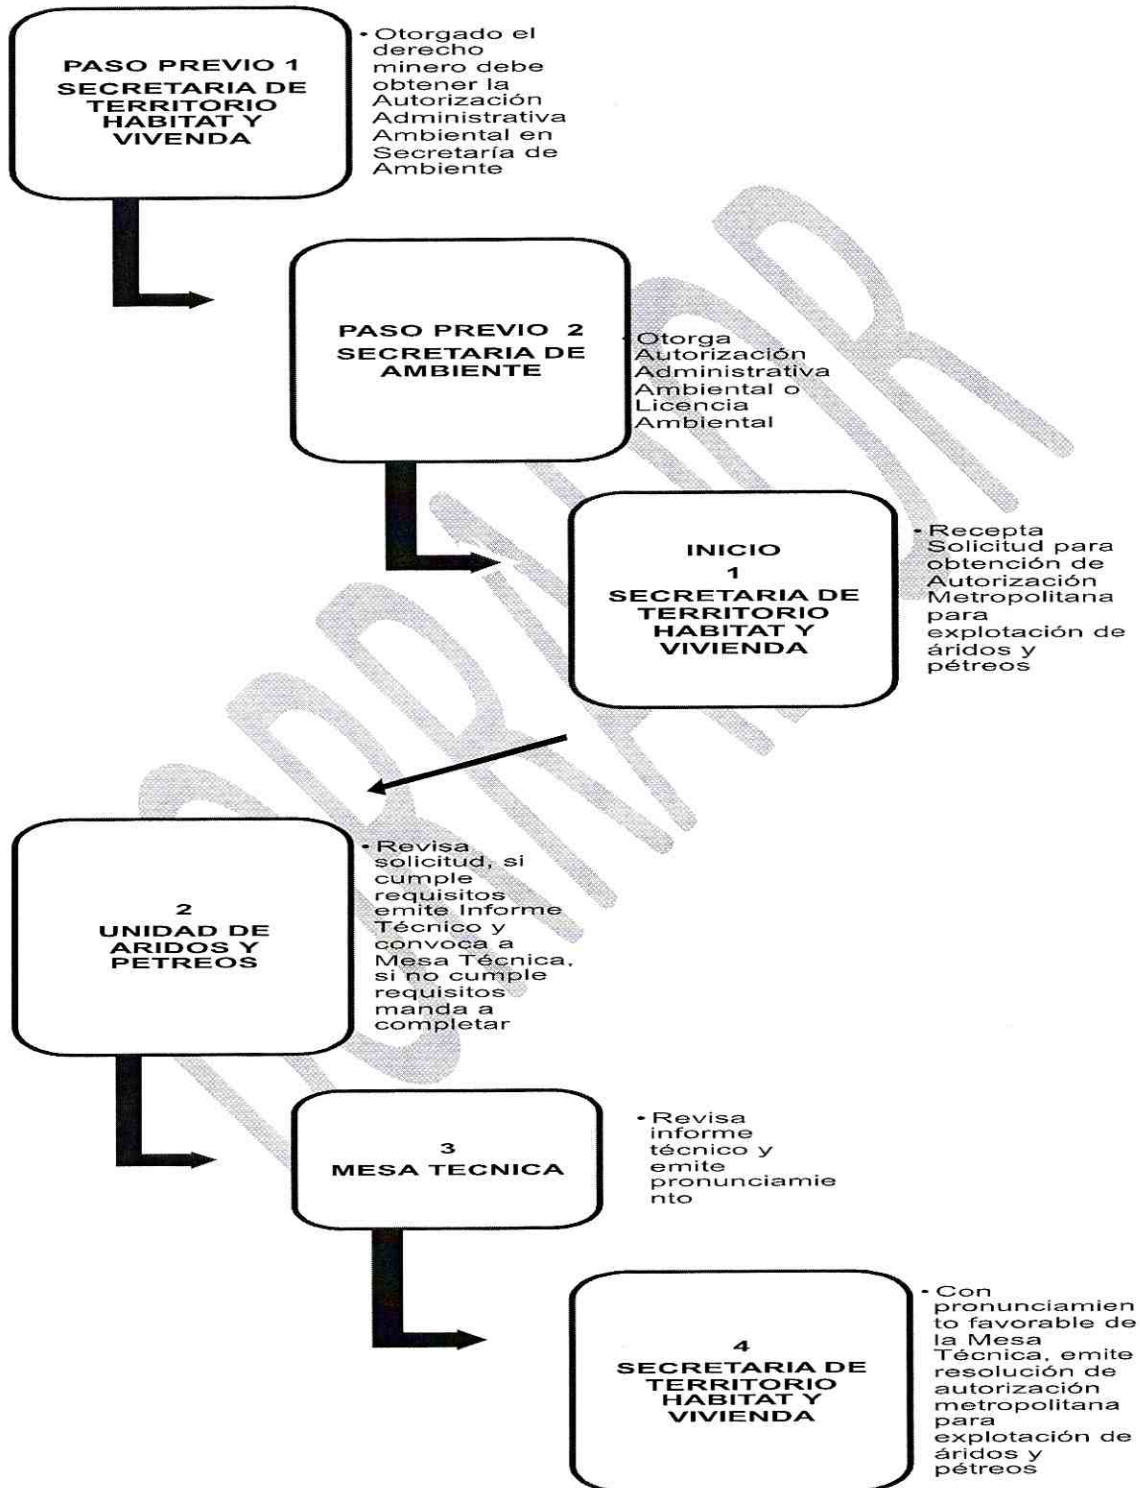 PASO PREVIO 1
SECRETARIA DE
TERRITORIO
HABITAT Y
VIVENDA
• Otorgado el
derecho
minero debe
obtener la
Autorización
Administrativa
Ambiental en
Secretaría de
Ambiente
PASO PREVIO 2
SECRETARIA DE
AMBIENTE
• Otorga
Autorización
Administrativa
Ambiental o
Licencia
Ambiental
INICIO
1
SECRETARIA DE
TERRITORIO
HABITAT Y
VIVIENDA
• Recepta
Solicitud para
obtención de
Autorización
Metropolitana
para
explotación de
áridos y
pétreos
2
UNIDAD DE
ARIDOS Y
PETREOS
• Revisa
solicitud, si
cumple
requisitos
emite Informe
Técnico y
convoca a
Mesa Técnica,
si no cumple
requisitos
manda a
completar
3
MESA TECNICA
• Revisa
informe
técnico y
emite
pronunciamie
nto
4
SECRETARIA DE
TERRITORIO
HABITAT Y
VIVIENDA
• Con
pronunciamien
to favorable de
la Mesa
Técnica, emite
resolución de
autorización
metropolitana
para
explotación de
áridos y
pétreos
BORRADOR